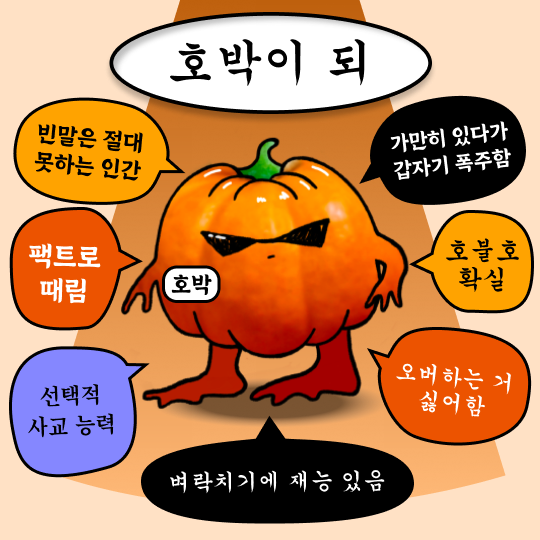 호박이 되
빈말은 절대
못하는 인간
가만히 있다가
갑자기 폭주함
팩트로
때림
호불호
확실
호박
선택적
사교 능력
오버하는 거
싫어함
벼락치기에 재능 있음